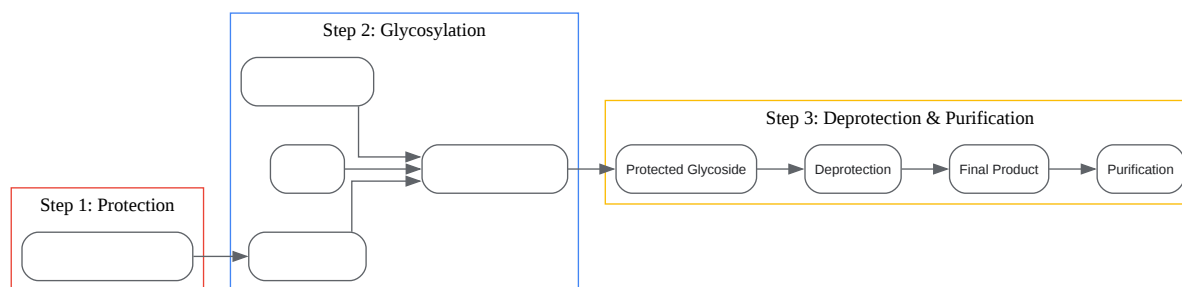 Step 2: Glycosylation
Step 3: Deprotection & Purification
Protected Glycoside
Deprotection
Final Product
Purification
Step 1: Protection